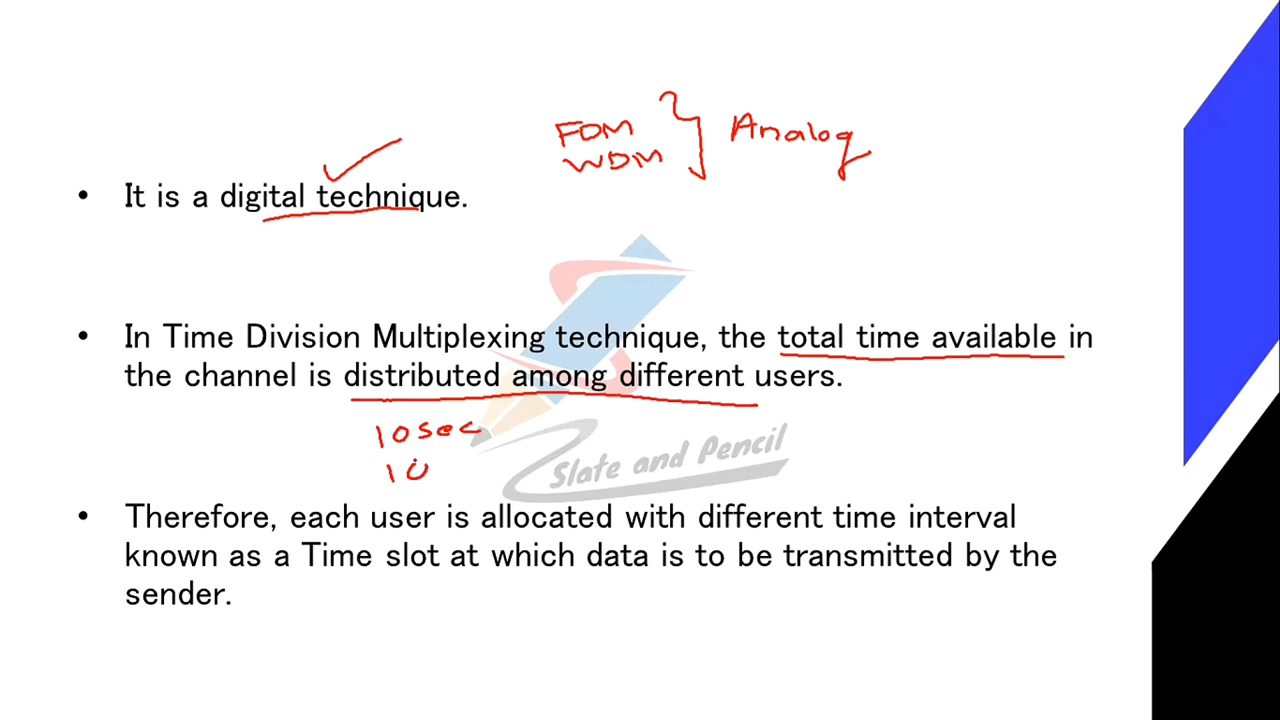 FDM
WDM
Analog
• It is a digital technique.
• In Time Division Multiplexing technique, the total time available in
the channel is distributed among different users.
10sec
10
Slate and Pencil
• Therefore, each user is allocated with different time interval
known as a Time slot at which data is to be transmitted by the
sender.